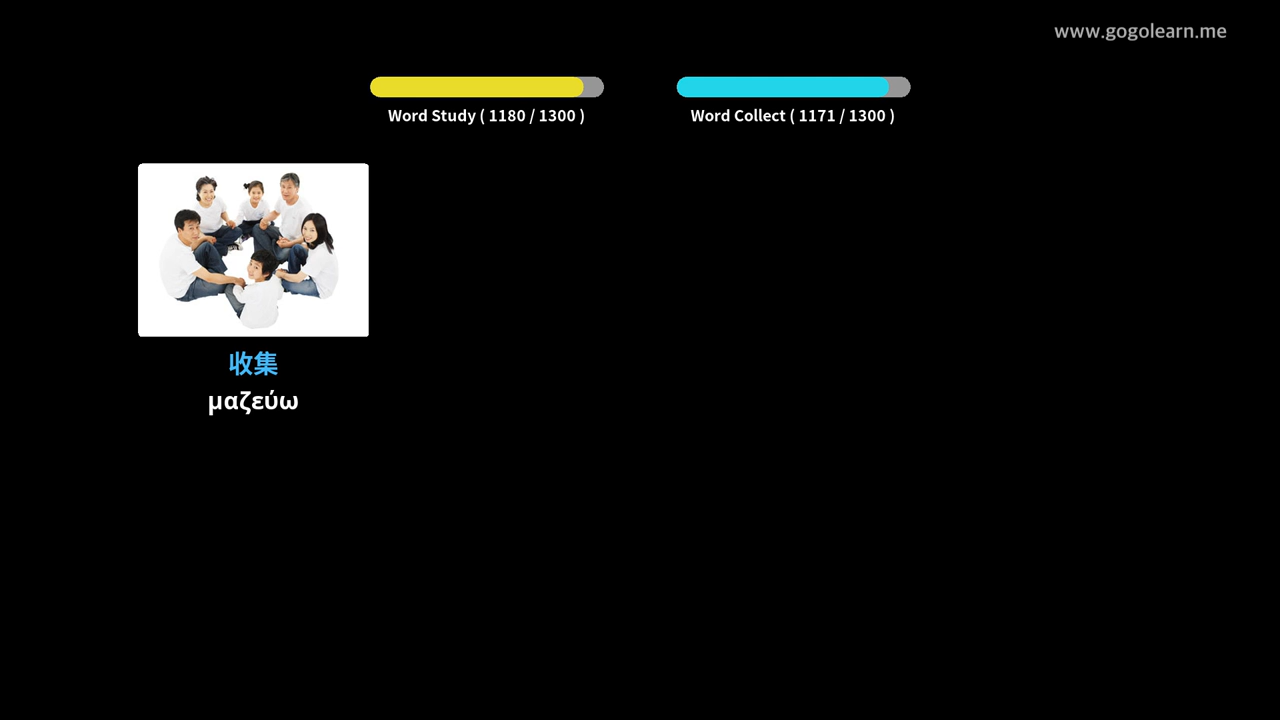 www.gogolearn.me
Word Study ( 1180 / 1300 )
Word Collect ( 1171 / 1300 )
收集
μαζεύω